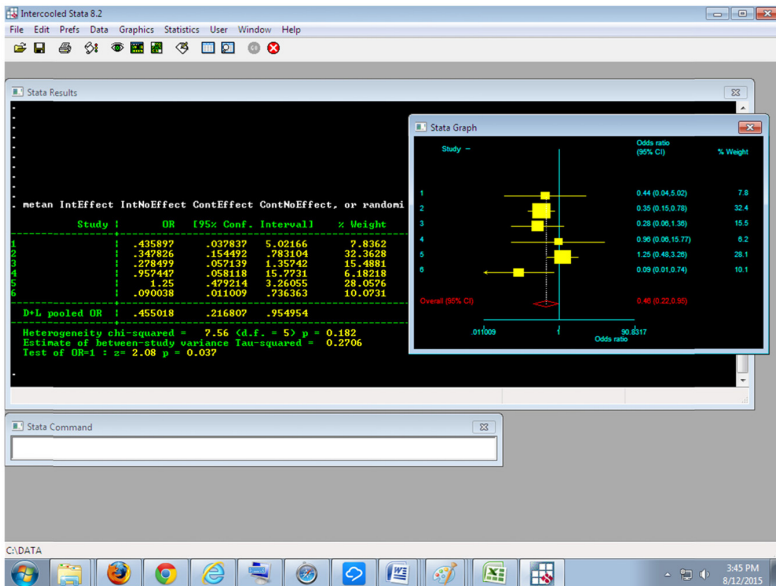 Intercooled Stata 8.2
File Edit Prefs Data Graphics Statistics User Window Help
Stata Results
. metan IntEffect IntNoEffect ContEffect ContNoEffect, or randomi
Study | OR [95% Conf. Interval] % Weight
1 | .435897 .037837 5.02166 7.8362
2 | .347826 .154492 .783104 32.3628
3 | .278499 .057139 1.35742 15.4881
4 | .957447 .058118 15.7731 6.18218
5 | 1.25 .479214 3.26055 28.0576
6 | .090038 .011009 .736363 10.0731
D+L pooled OR | .455018 .216807 .954954
Heterogeneity chi-squared = 7.56 (d.f. = 5) p = 0.182
Estimate of between-study variance Tau-squared = 0.2706
Test of OR=1 : z= 2.08 p = 0.037
.
Stata Graph
Study
Odds ratio
(95% CI)
% Weight
1 0.44 (0.04,5.02) 7.8
2 0.35 (0.15,0.78) 32.4
3 0.28 (0.06,1.36) 15.5
4 0.96 (0.06,15.77) 6.2
5 1.25 (0.48,3.26) 28.1
6 0.09 (0.01,0.74) 10.1
Overall (95% CI) 0.46 (0.22,0.95)
.011009 1 90.8317
Odds ratio
Stata Command
C:\DATA
3:45 PM
8/12/2015